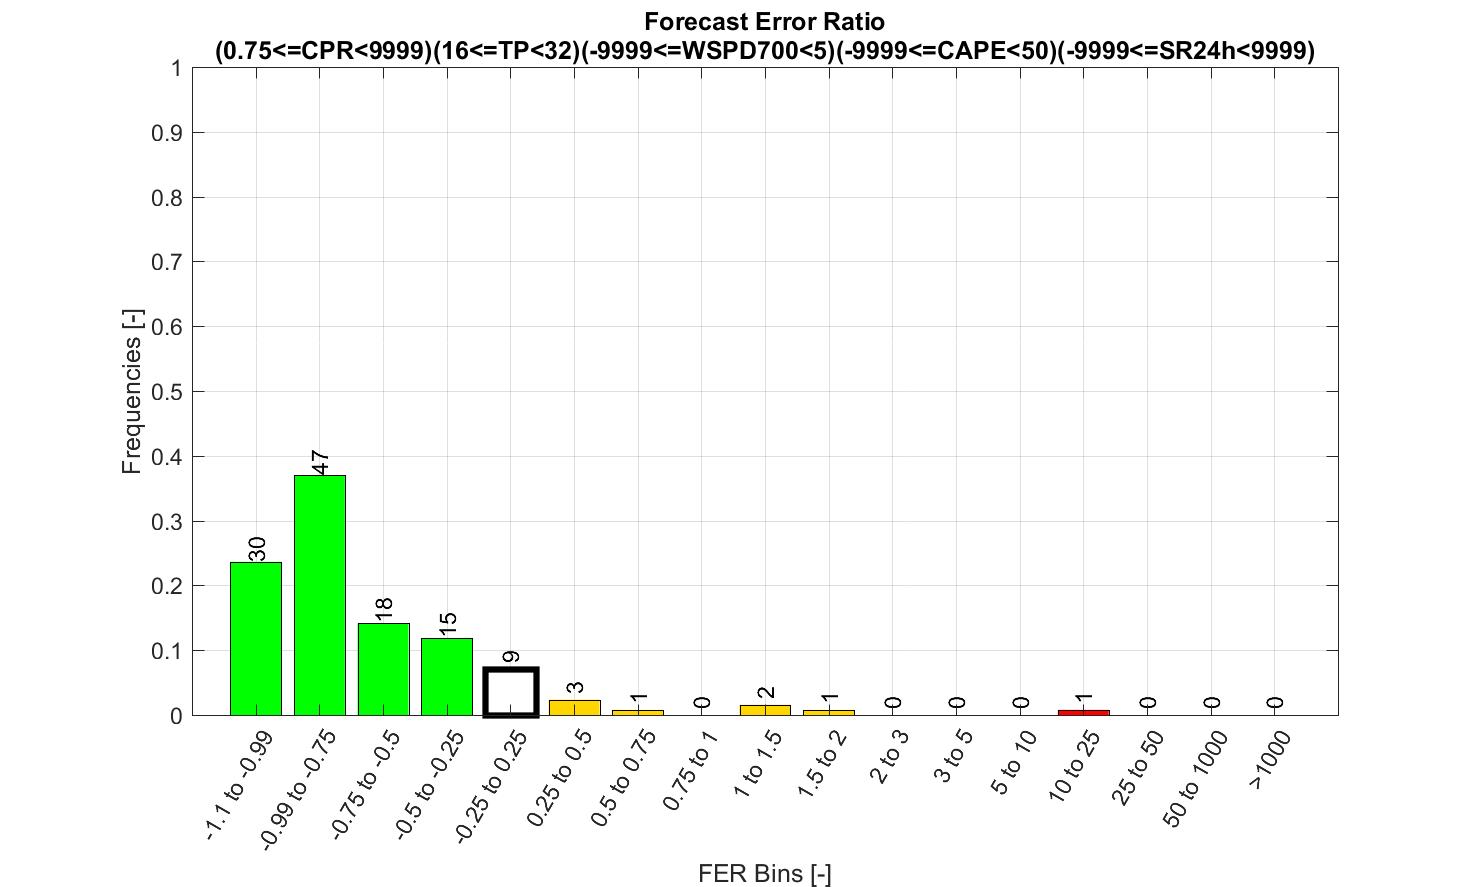 Forecast Error Ratio
(0.75<=CPR<9999)(16<=TP<32)(-9999<=WSPD700<5)(-9999<=CAPE<50)(-9999<=SR24h<9999)
1
0.9
0.8
0.7
0.6
0.5
0.4
0.3
0.2
0.1
0
Frequencies [-]
30
47
18
15
9
3
1
0
2
1
0
0
0
1
0
0
0
-1.1 to -0.99
-0.99 to -0.75
-0.75 to -0.5
-0.5 to -0.25
-0.25 to 0.25
0.25 to 0.5
0.5 to 0.75
0.75 to 1
1 to 1.5
1.5 to 2
2 to 3
3 to 5
5 to 10
10 to 25
25 to 50
50 to 1000
>1000
FER Bins [-]